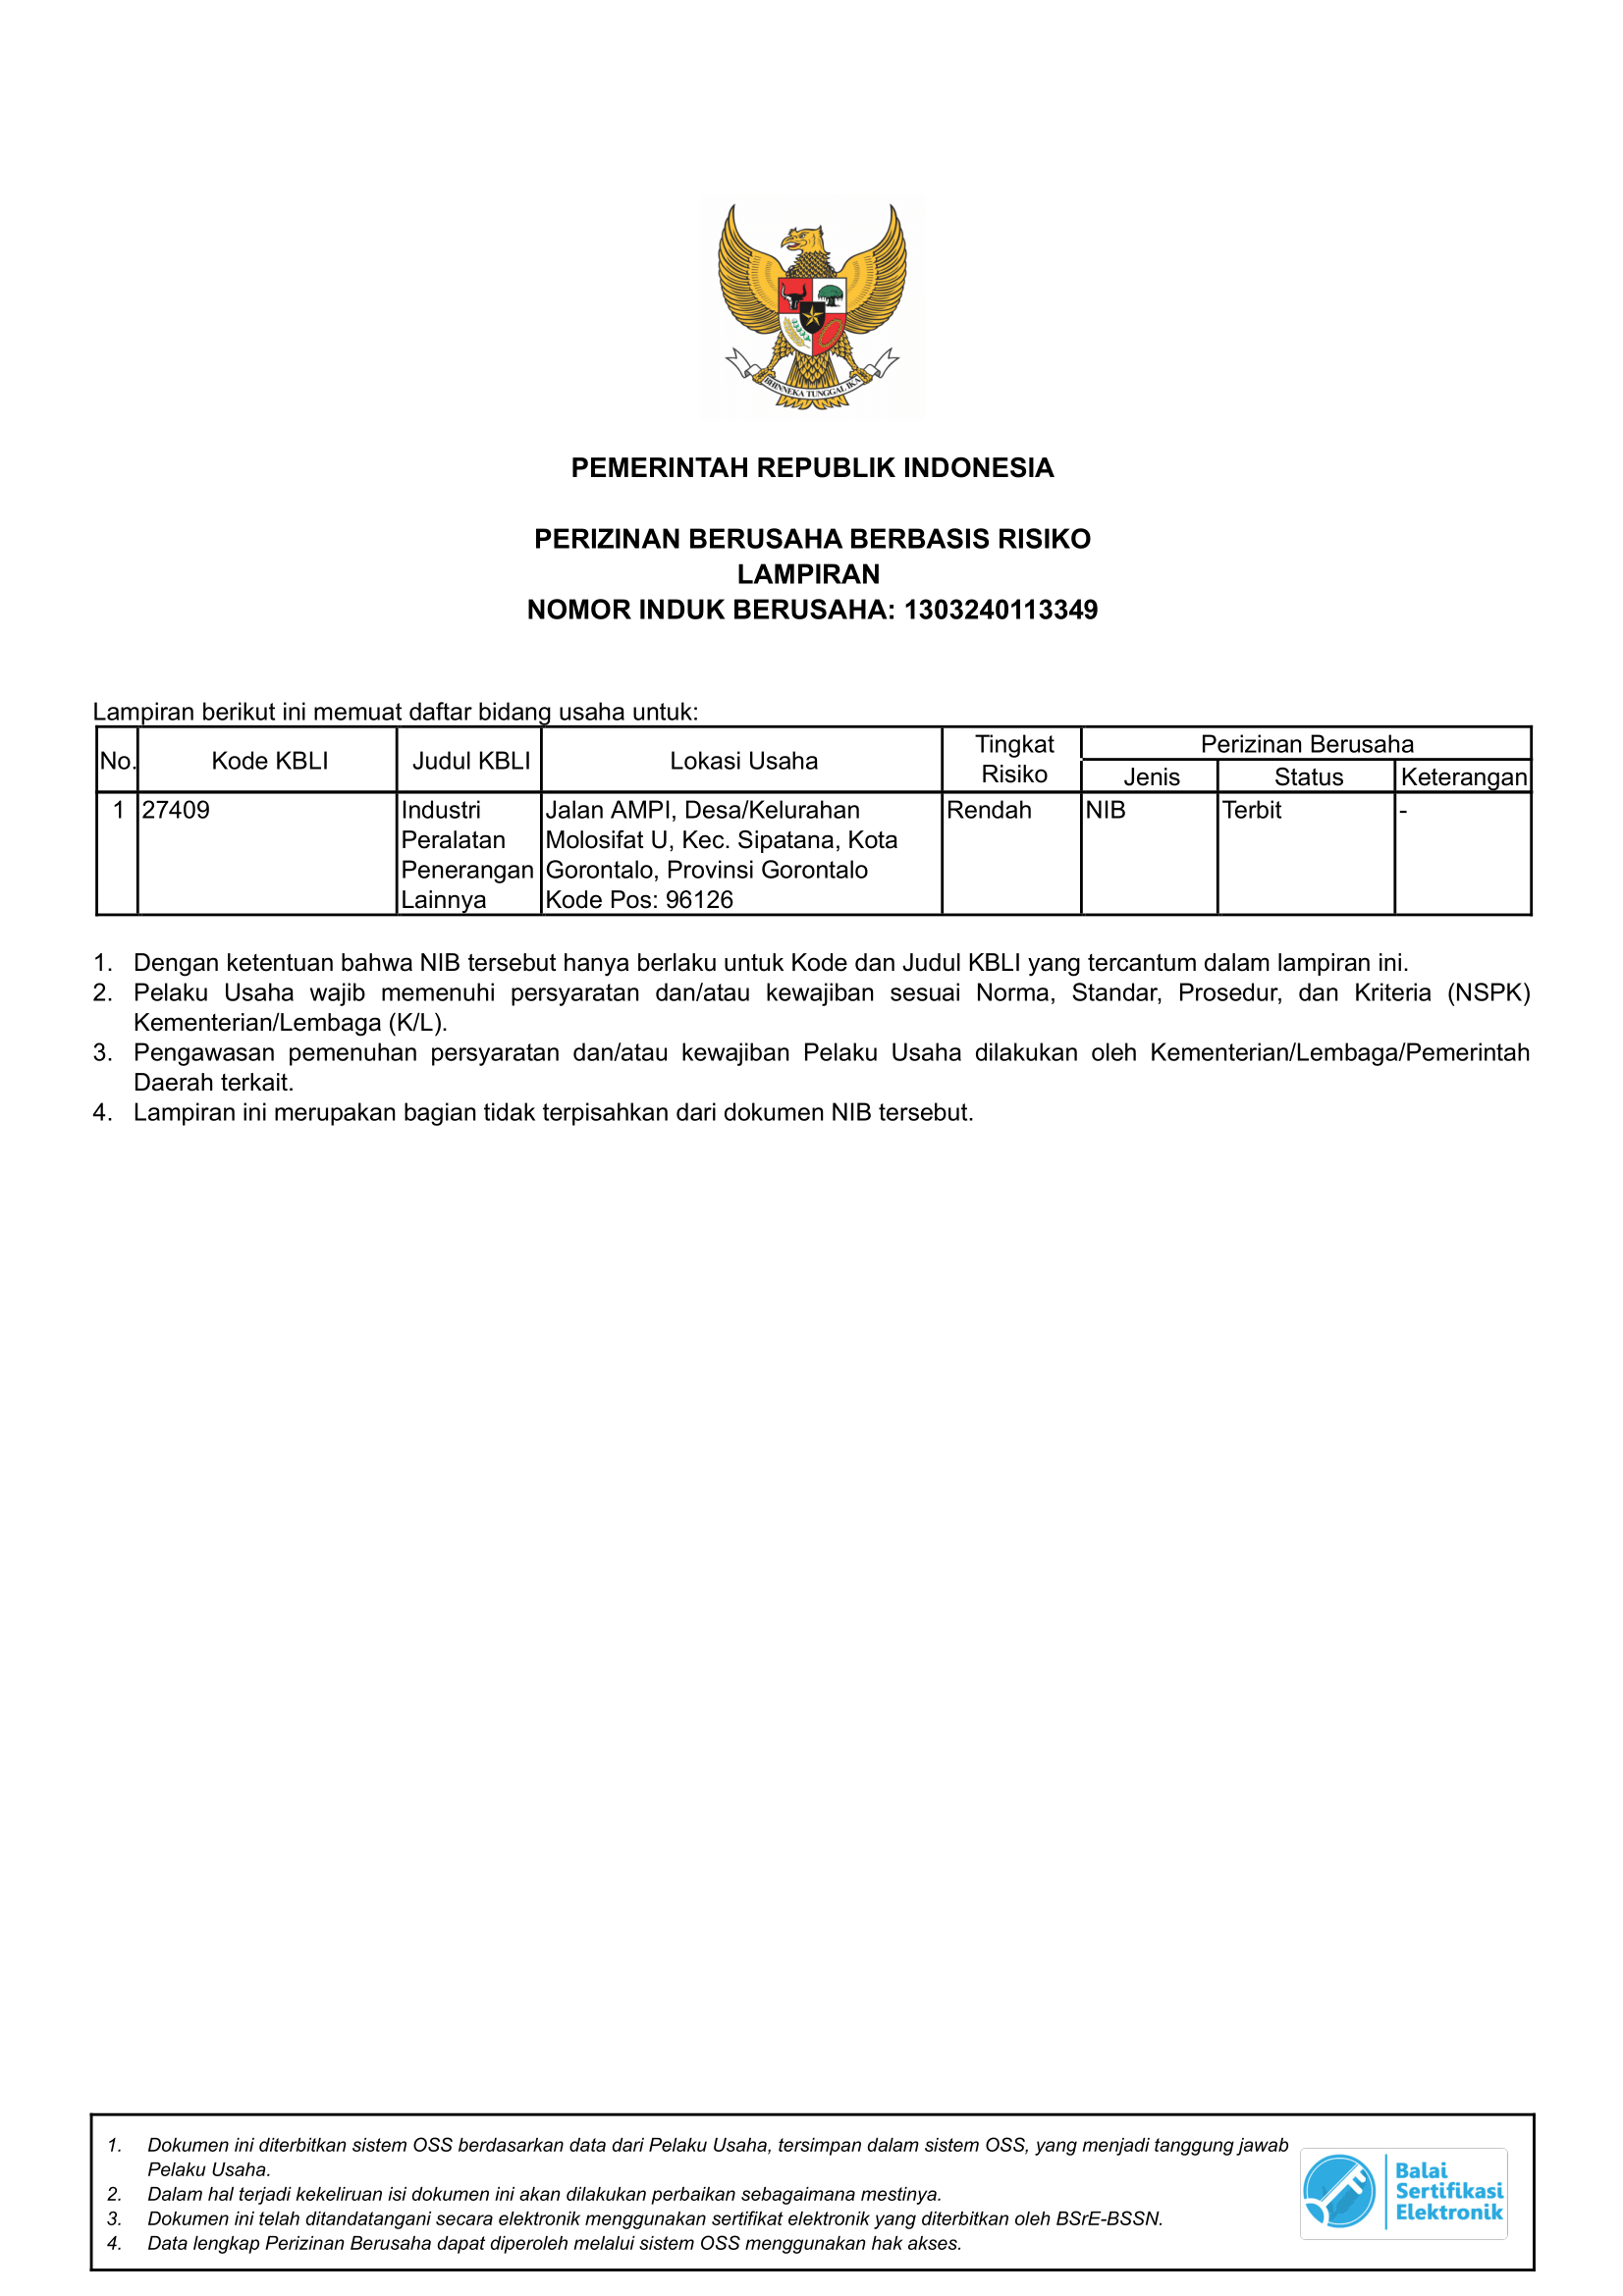 BHINNEKA TUNGGAL IKA
PEMERINTAH REPUBLIK INDONESIA
PERIZINAN BERUSAHA BERBASIS RISIKO
LAMPIRAN
NOMOR INDUK BERUSAHA: 1303240113349
Lampiran berikut ini memuat daftar bidang usaha untuk:
No. Kode KBLI Judul KBLI Lokasi Usaha Tingkat Risiko Perizinan Berusaha
Jenis Status Keterangan
1 27409 Industri Jalan AMPI, Desa/Kelurahan Rendah NIB Terbit -
Peralatan Molosifat U, Kec. Sipatana, Kota
Penerangan Gorontalo, Provinsi Gorontalo
Lainnya Kode Pos: 96126
1. Dengan ketentuan bahwa NIB tersebut hanya berlaku untuk Kode dan Judul KBLI yang tercantum dalam lampiran ini.
2. Pelaku Usaha wajib memenuhi persyaratan dan/atau kewajiban sesuai Norma, Standar, Prosedur, dan Kriteria (NSPK)
Kementerian/Lembaga (K/L).
3. Pengawasan pemenuhan persyaratan dan/atau kewajiban Pelaku Usaha dilakukan oleh Kementerian/Lembaga/Pemerintah
Daerah terkait.
4. Lampiran ini merupakan bagian tidak terpisahkan dari dokumen NIB tersebut.
1. Dokumen ini diterbitkan sistem OSS berdasarkan data dari Pelaku Usaha, tersimpan dalam sistem OSS, yang menjadi tanggung jawab
Pelaku Usaha.
2. Dalam hal terjadi kekeliruan isi dokumen ini akan dilakukan perbaikan sebagaimana mestinya.
3. Dokumen ini telah ditandatangani secara elektronik menggunakan sertifikat elektronik yang diterbitkan oleh BSrE-BSSN.
4. Data lengkap Perizinan Berusaha dapat diperoleh melalui sistem OSS menggunakan hak akses.
Balai
Sertifikasi
Elektronik